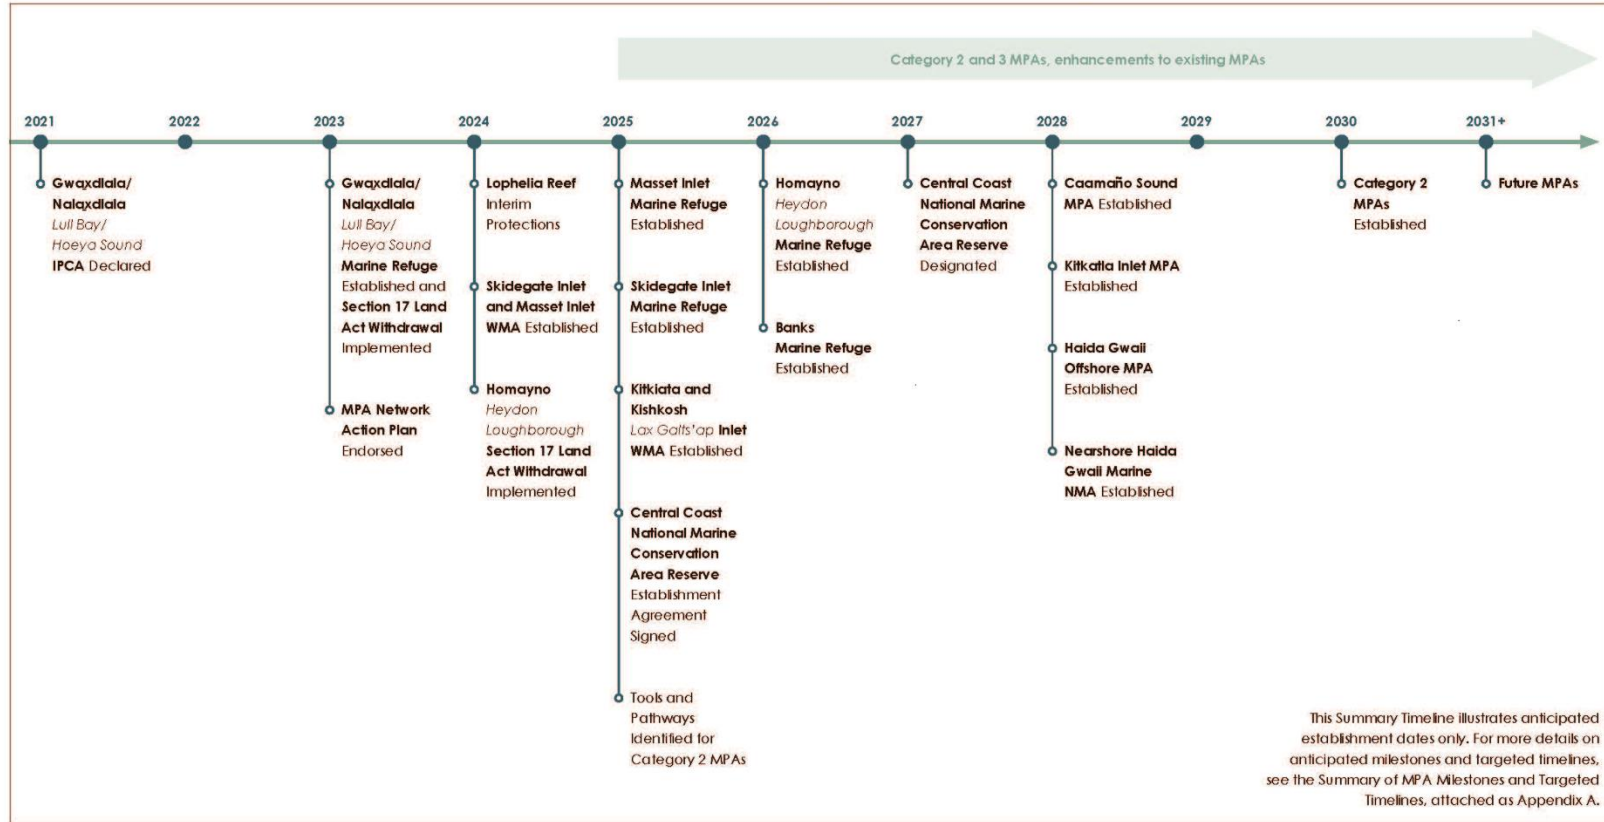 Category 2 and 3 MPAs, enhancements to existing MPAs
2021
2022
2023
2024
2025
2026
2027
2028
2029
2030
2031+
Gwaxdlala/
Nalaxdlala
Lull Bay/
Hoeya Sound
IPCA Declared
Gwaxdlala/
Nalaxdlala
Lull Bay/
Hoeya Sound
Marine Refuge
Established and
Section 17 Land
Act Withdrawal
Implemented
MPA Network
Action Plan
Endorsed
Lophelia Reef
Interim
Protections
Skidegate Inlet
and Masset Inlet
WMA Established
Homayno
Heydon
Loughborough
Section 17 Land
Act Withdrawal
Implemented
Masset Inlet
Marine Refuge
Established
Skidegate Inlet
Marine Refuge
Established
Kitkiata and
Kishkosh
Lax Galts'ap Inlet
WMA Established
Central Coast
National Marine
Conservation
Area Reserve
Establishment
Agreement
Signed
Tools and
Pathways
Identified for
Category 2 MPAs
Homayno
Heydon
Loughborough
Marine Refuge
Established
Banks
Marine Refuge
Established
Central Coast
National Marine
Conservation
Area Reserve
Designated
Caamaño Sound
MPA Established
Kitkatla Inlet MPA
Established
Haida Gwaii
Offshore MPA
Established
Nearshore Haida
Gwaii Marine
NMA Established
Category 2
MPAs
Established
Future MPAs
This Summary Timeline illustrates anticipated
establishment dates only. For more details on
anticipated milestones and targeted timelines,
see the Summary of MPA Milestones and Targeted
Timelines, attached as Appendix A.